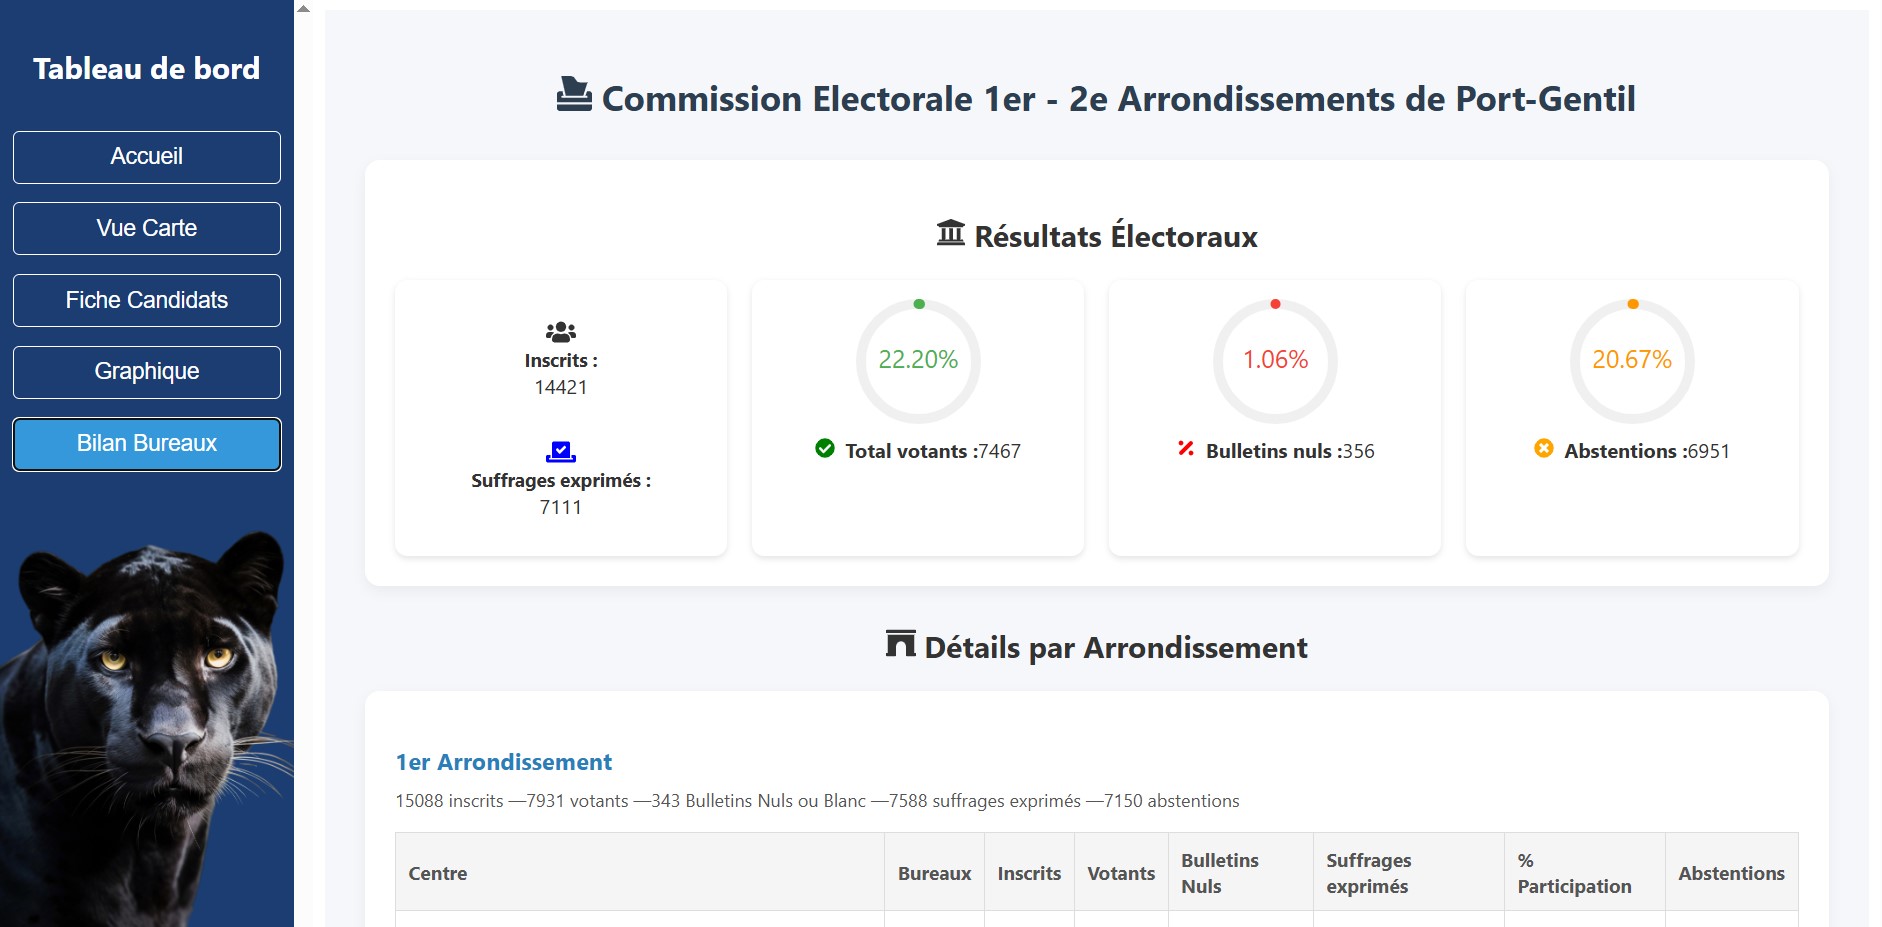 Tableau de bord
Accueil
Vue Carte
Fiche Candidats
Graphique
Bilan Bureaux
Commission Electorale 1er - 2e Arrondissements de Port-Gentil
Résultats Électoraux
Inscrits :
14421
Suffrages exprimés :
7111
22.20%
Total votants :7467
1.06%
Bulletins nuls :356
20.67%
Abstentions :6951
Détails par Arrondissement
1er Arrondissement
15088 inscrits —7931 votants —343 Bulletins Nuls ou Blanc —7588 suffrages exprimés —7150 abstentions
Centre
Bureaux
Inscrits
Votants
Bulletins
Nuls
Suffrages
exprimés
%
Participation
Abstentions